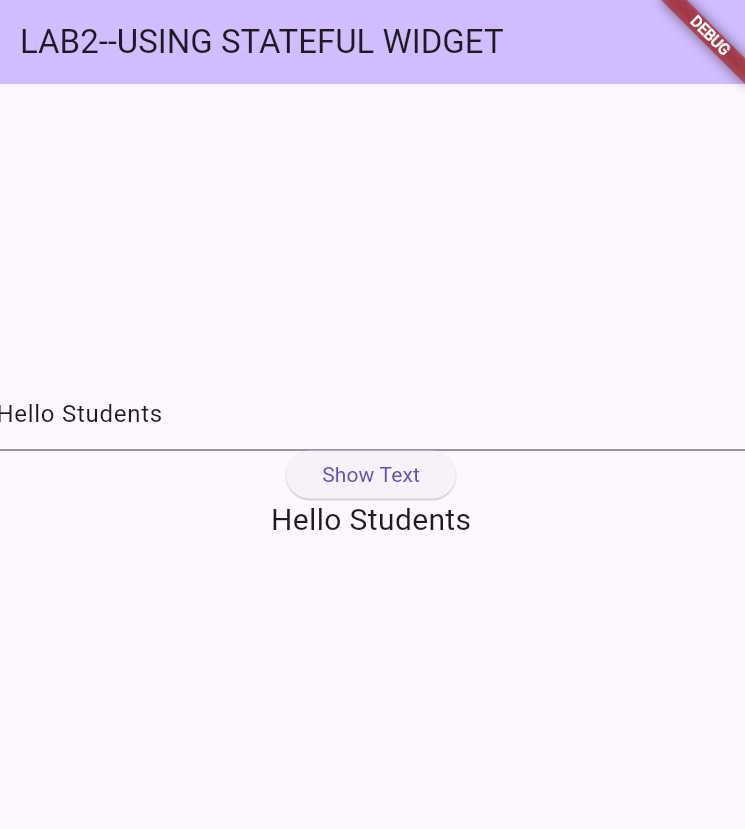 LAB2--USING STATEFUL WIDGET
DEBUG
Hello Students
Show Text
Hello Students